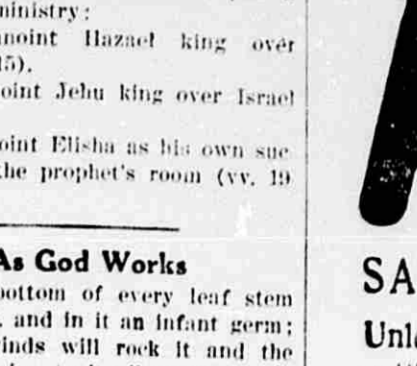 ministry:
anoint Hazael king over
15).
oint Jehu king over Israel
oint Elisha as his own suc
the prophet's room (vv. 19
As God Works
bottom of every leaf stem
, and in it an infant germ;
inds will rock it and the
SA
Unl